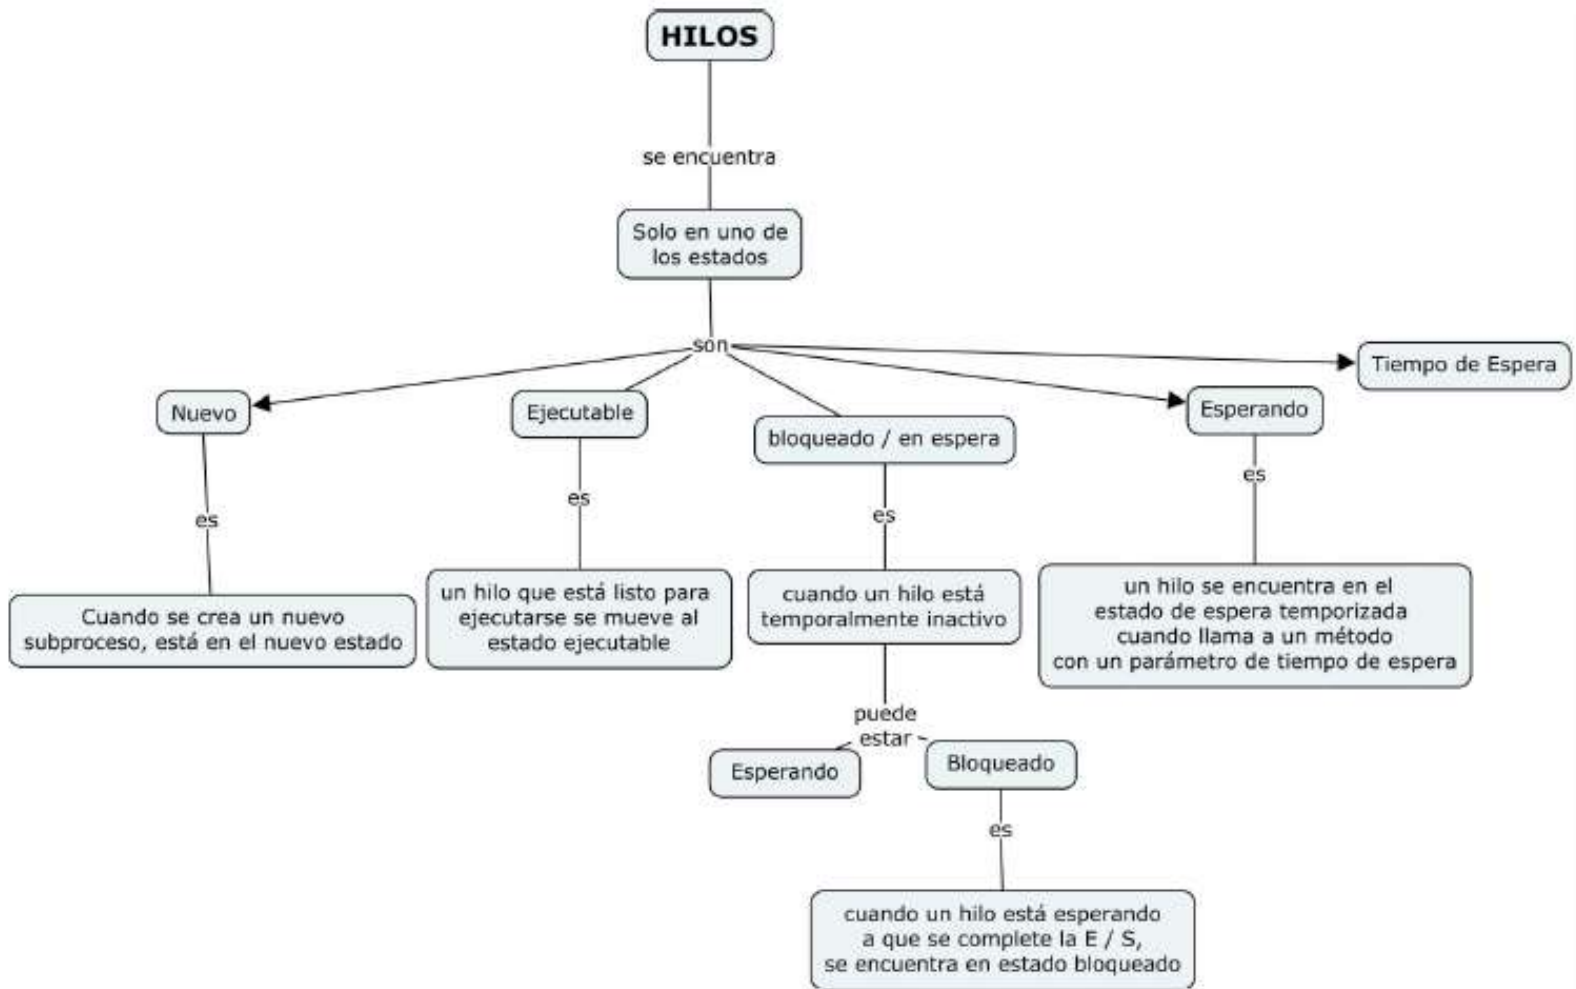 HILOS
se encuentra
Solo en uno de
los estados
son
Tiempo de Espera
Nuevo
Ejecutable
bloqueado / en espera
Esperando
es
es
es
es
Cuando se crea un nuevo
subproceso, está en el nuevo estado
un hilo que está listo para
ejecutarse se mueve al
estado ejecutable
cuando un hilo está
temporalmente inactivo
un hilo se encuentra en el
estado de espera temporizada
cuando llama a un método
con un parámetro de tiempo de espera
puede
estar
Esperando
Bloqueado
es
cuando un hilo está esperando
a que se complete la E / S,
se encuentra en estado bloqueado